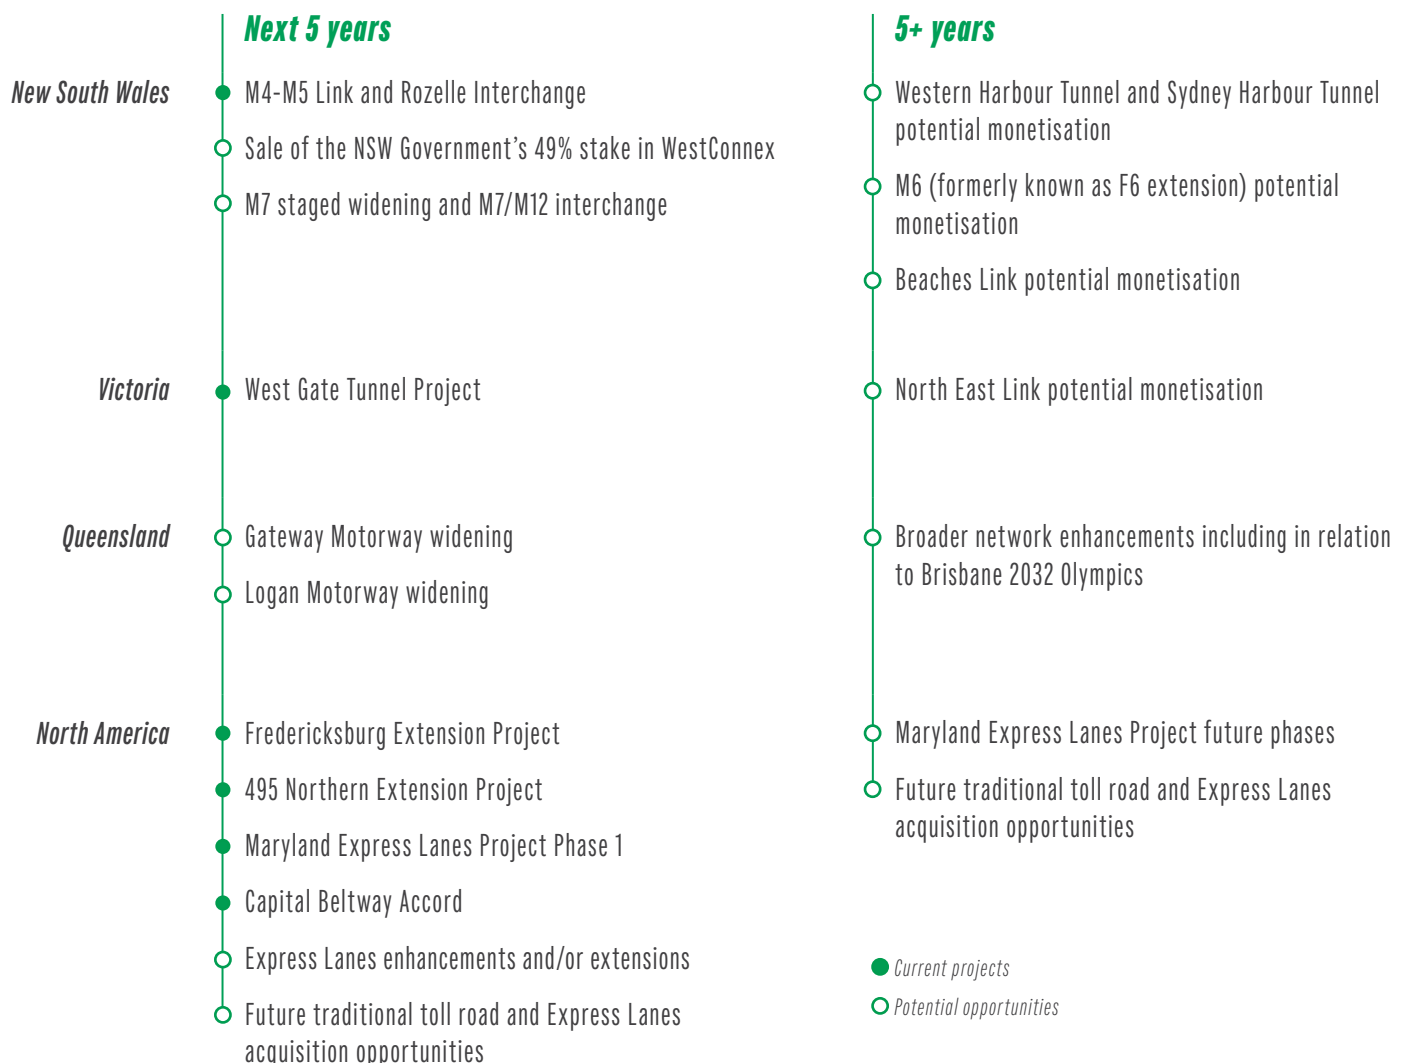 Next 5 years
5+ years
New South Wales
M4-M5 Link and Rozelle Interchange
Sale of the NSW Government’s 49% stake in WestConnex
M7 staged widening and M7/M12 interchange
Western Harbour Tunnel and Sydney Harbour Tunnel
potential monetisation
M6 (formerly known as F6 extension) potential
monetisation
Beaches Link potential monetisation
Victoria
West Gate Tunnel Project
North East Link potential monetisation
Queensland
Gateway Motorway widening
Logan Motorway widening
Broader network enhancements including in relation
to Brisbane 2032 Olympics
North America
Fredericksburg Extension Project
495 Northern Extension Project
Maryland Express Lanes Project Phase 1
Capital Beltway Accord
Express Lanes enhancements and/or extensions
Future traditional toll road and Express Lanes
acquisition opportunities
Maryland Express Lanes Project future phases
Future traditional toll road and Express Lanes
acquisition opportunities
Current projects
Potential opportunities